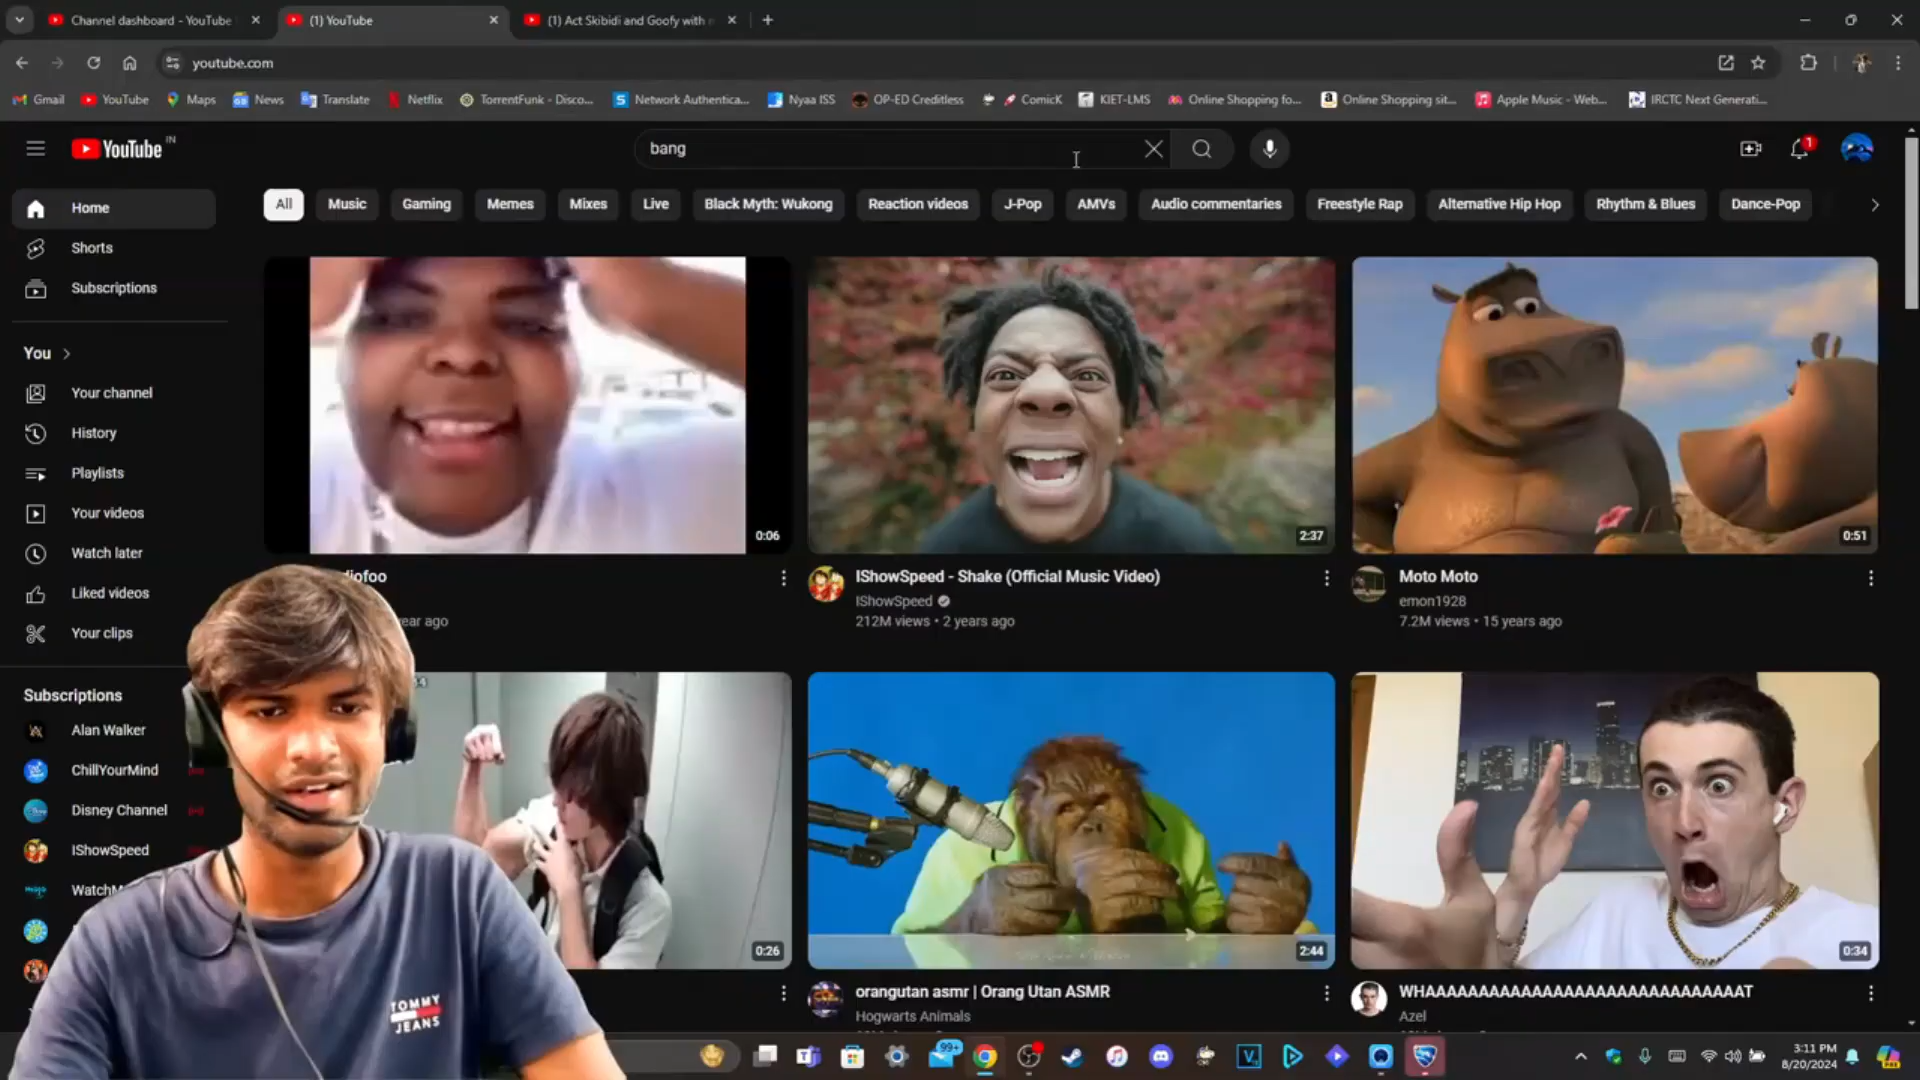 Channel dashboard - YouTube
(1) YouTube
(1) Act Skibidi and Goofy with
youtube.com
Gmail
YouTube
Maps
News
Translate
Netflix
TorrentFunk - Disco...
Network Authentica...
Nyaa ISS
OP-ED Creditless
ComicK
KIET-LMS
Online Shopping fo...
Online Shopping sit...
Apple Music - Web...
IRCTC Next Generati...
YouTube IN
bang
1
All
Music
Gaming
Memes
Mixes
Live
Black Myth: Wukong
Reaction videos
J-Pop
AMVs
Audio commentaries
Freestyle Rap
Alternative Hip Hop
Rhythm & Blues
Dance-Pop
Home
Shorts
Subscriptions
You
Your channel
History
Playlists
Your videos
Watch later
Liked videos
Your clips
Subscriptions
Alan Walker
ChillYourMind
Disney Channel
IShowSpeed
0:06
2:37
0:51
IShowSpeed - Shake (Official Music Video)
IShowSpeed
212M views • 2 years ago
Moto Moto
emon1928
7.2M views • 15 years ago
ago
0:26
2:44
0:34
orangutan asmr | Orang Utan ASMR
Hogwarts Animals
WHAAAAAAAAAAAAAAAAAAAAAAAAAAAAAT
Azel
TOMMY
JEANS
99+
3:11 PM
8/20/2024